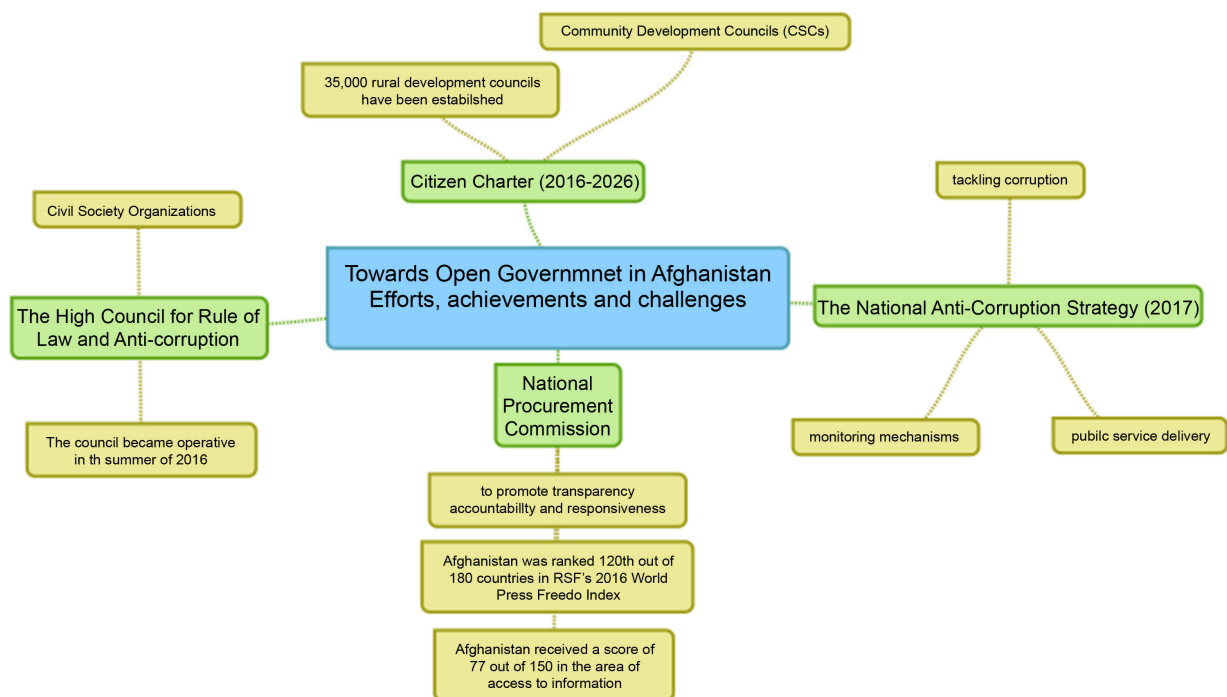 Community Development Councils (CSCs)
35,000 rural development councils
have been estabilshed
Citizen Charter (2016-2026)
tackling corruption
Civil Society Organizations
Towards Open Governmnet in Afghanistan
Efforts, achievements and challenges
The High Council for Rule of
Law and Anti-corruption
The National Anti-Corruption Strategy (2017)
National
Procurement
Commission
The council became operative
in th summer of 2016
monitoring mechanisms
pubilc service delivery
to promote transparency
accountabillty and responsiveness
Afghanistan was ranked 120th out of
180 countries in RSF's 2016 World
Press Freedo Index
Afghanistan received a score of
77 out of 150 in the area of
access to information